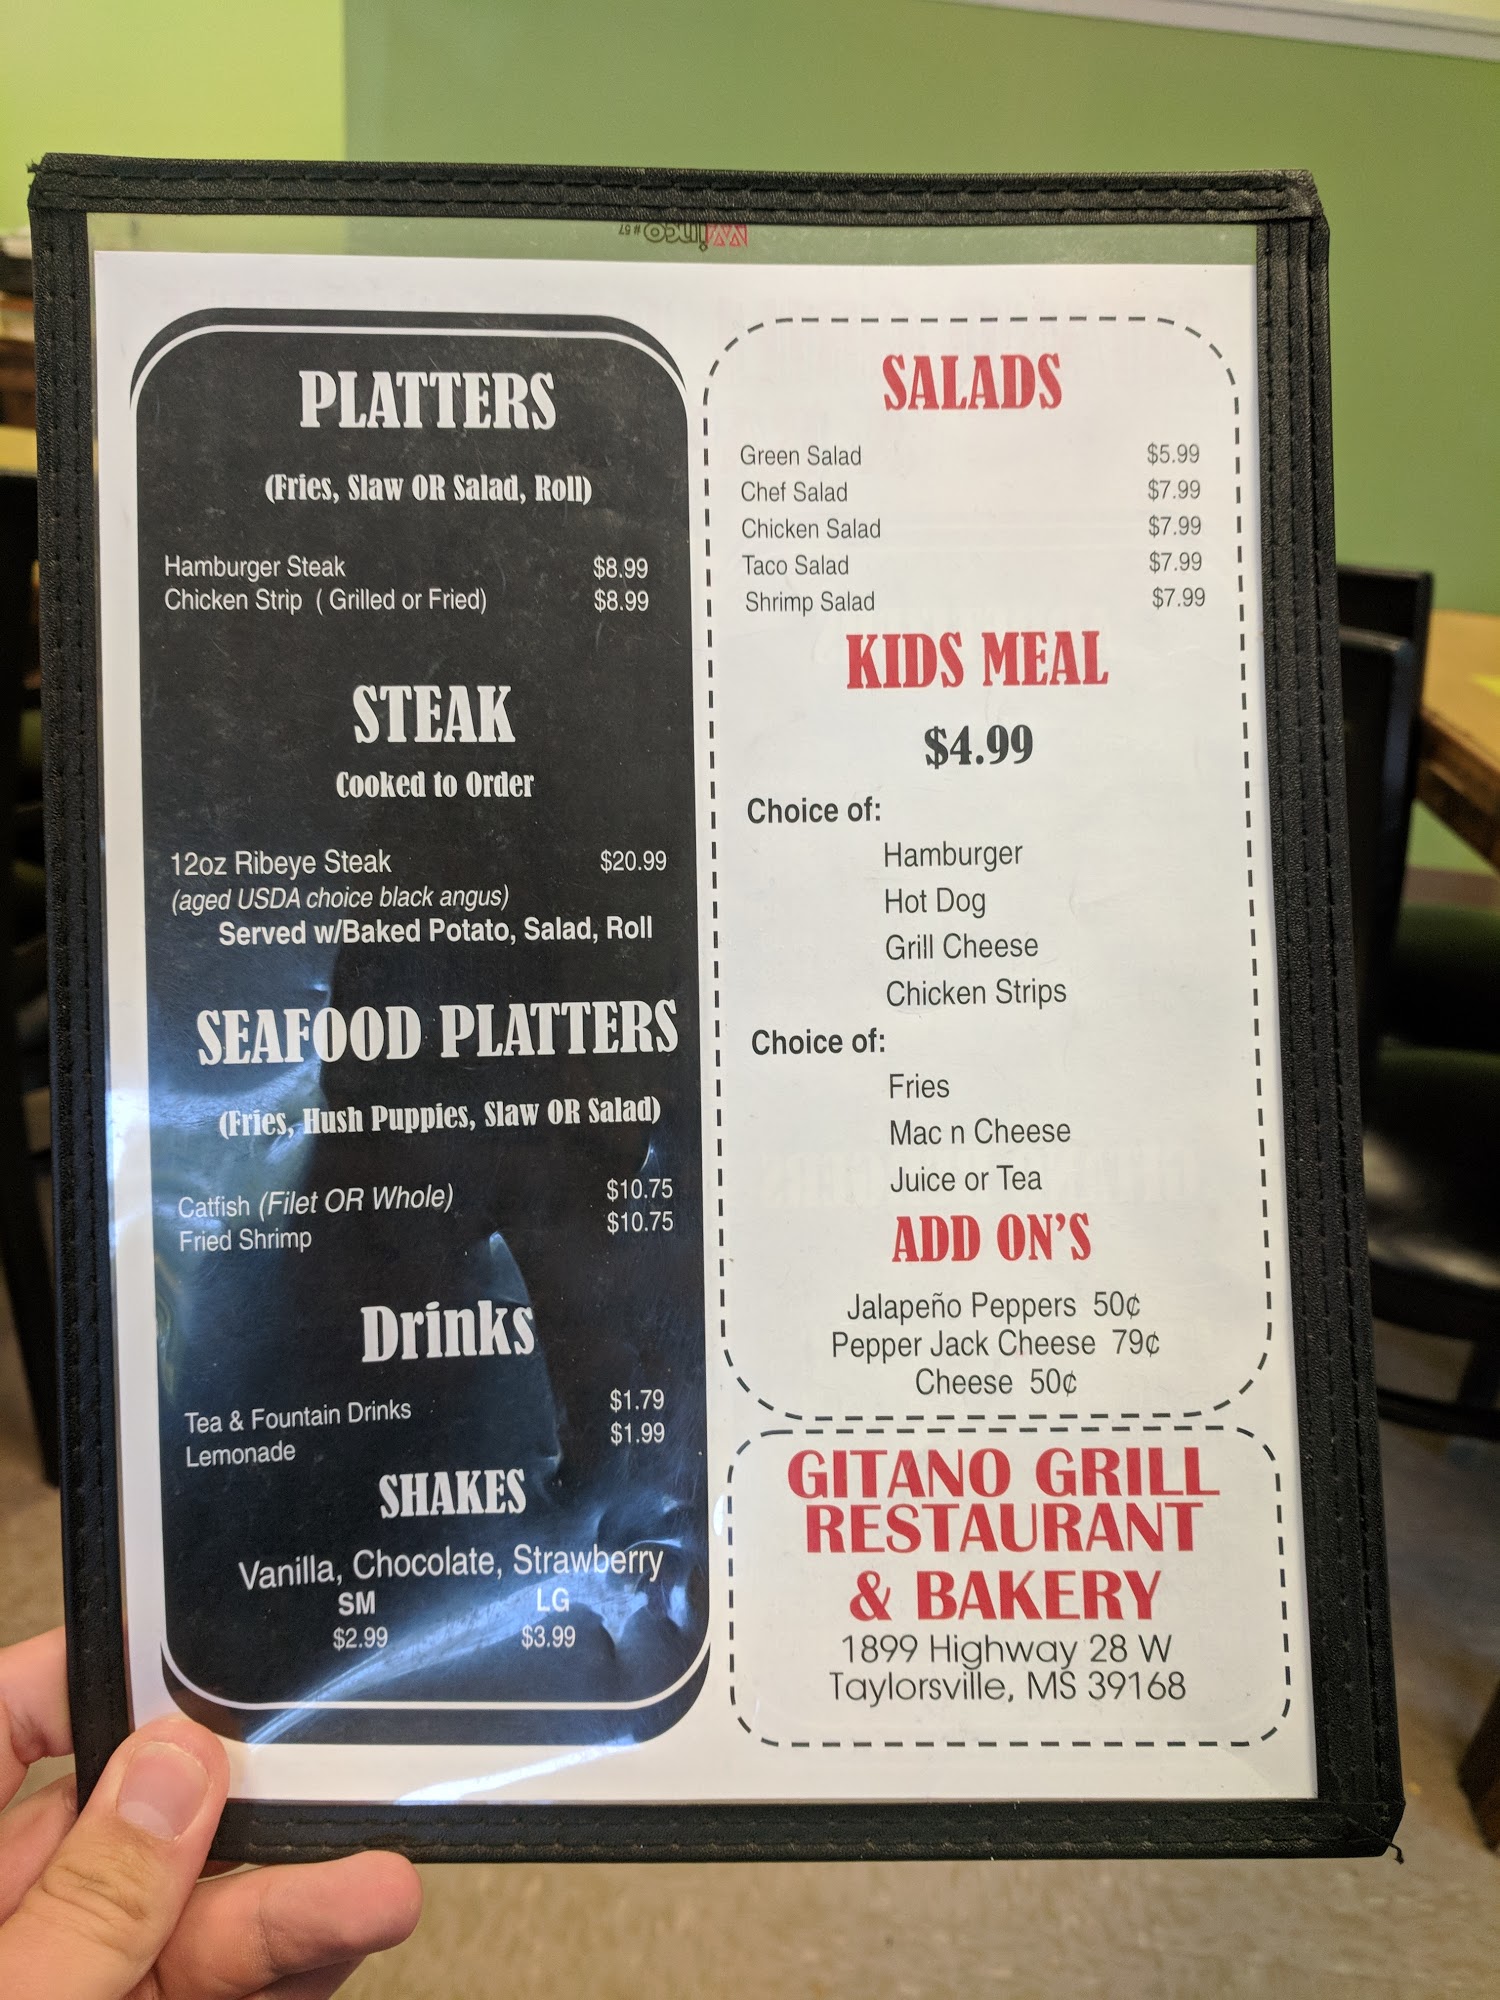 Winco #67
PLATTERS
(Fries, Slaw OR Salad, Roll)
Hamburger Steak $8.99
Chicken Strip ( Grilled or Fried) $8.99
STEAK
Cooked to Order
12oz Ribeye Steak $20.99
(aged USDA choice black angus)
Served w/Baked Potato, Salad, Roll
SEAFOOD PLATTERS
(Fries, Hush Puppies, Slaw OR Salad)
Catfish (Filet OR Whole) $10.75
Fried Shrimp $10.75
Drinks
Tea & Fountain Drinks $1.79
Lemonade $1.99
SHAKES
Vanilla, Chocolate, Strawberry
SM LG
$2.99 $3.99
SALADS
Green Salad $5.99
Chef Salad $7.99
Chicken Salad $7.99
Taco Salad $7.99
Shrimp Salad $7.99
KIDS MEAL
$4.99
Choice of:
Hamburger
Hot Dog
Grill Cheese
Chicken Strips
Choice of:
Fries
Mac n Cheese
Juice or Tea
ADD ON'S
Jalapeño Peppers 50¢
Pepper Jack Cheese 79¢
Cheese 50¢
GITANO GRILL
RESTAURANT
& BAKERY
1899 Highway 28 W
Taylorsville, MS 39168